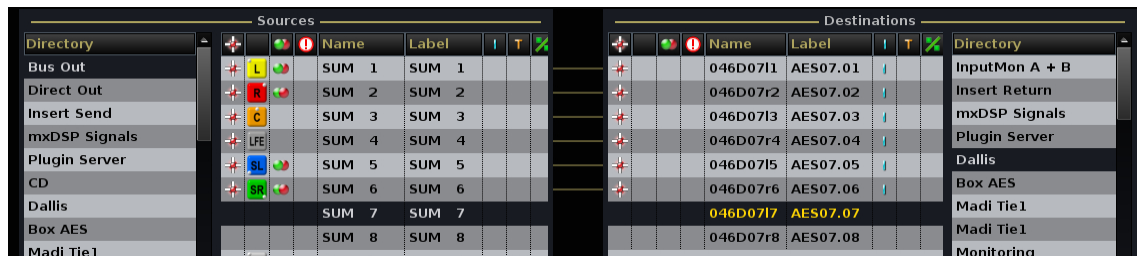 Sources Destinations
Directory Name Label I T Name Label I T Directory
Bus Out L SUM 1 SUM 1 046D07l1 AES07.01 InputMon A + B
Direct Out R SUM 2 SUM 2 046D07r2 AES07.02 Insert Return
Insert Send C SUM 3 SUM 3 046D07l3 AES07.03 mxDSP Signals
mxDSP Signals LFE SUM 4 SUM 4 046D07r4 AES07.04 Plugin Server
Plugin Server SL SUM 5 SUM 5 046D07l5 AES07.05 Dallis
CD SR SUM 6 SUM 6 046D07r6 AES07.06 Box AES
Dallis SUM 7 SUM 7 046D07l7 AES07.07 Madi Tie1
Box AES SUM 8 SUM 8 046D07r8 AES07.08 Madi Tie1
Madi Tie1 Monitoring